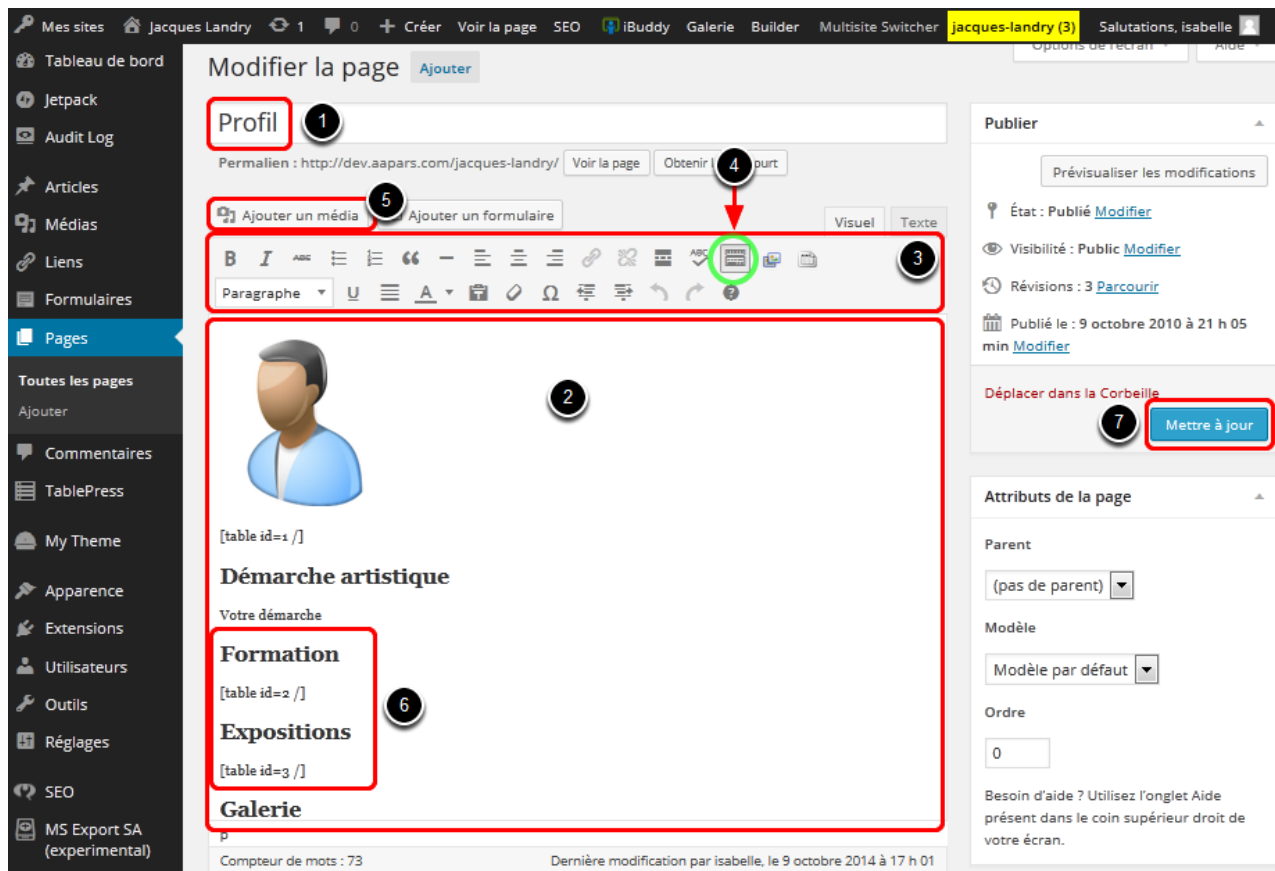 Mes sites Jacques Landry 1 0 + Créer Voir la page SEO iBuddy Galerie Builder Multisite Switcher jacques-landry (3) Salutations, isabelle
Tableau de bord
Jetpack
Audit Log
Articles
Médias
Liens
Formulaires
Pages
Toutes les pages
Ajouter
Commentaires
TablePress
My Theme
Apparence
Extensions
Utilisateurs
Outils
Réglages
SEO
MS Export SA
(experimental)
Options de l'écran Aide
Modifier la page Ajouter
Profil 1
Permalien : http://dev.aapars.com/jacques-landry/ Voir la page Obtenir
4
5
Ajouter un média Ajouter un formulaire
Visuel Texte
B I ABC ABC 3
Paragraphe U A Ω ?
2
[table id=1 /]
Démarche artistique
Votre démarche
Formation
[table id=2 /]
6
Expositions
[table id=3 /]
Galerie
p
Compteur de mots : 73 Dernière modification par isabelle, le 9 octobre 2014 à 17 h 01
Publier
Prévisualiser les modifications
État : Publié Modifier
Visibilité : Public Modifier
Révisions : 3 Parcourir
Publié le : 9 octobre 2010 à 21 h 05
min Modifier
Déplacer dans la Corbeille
7 Mettre à jour
Attributs de la page
Parent
(pas de parent)
Modèle
Modèle par défaut
Ordre
0
Besoin d'aide ? Utilisez l'onglet Aide
présent dans le coin supérieur droit de
votre écran.